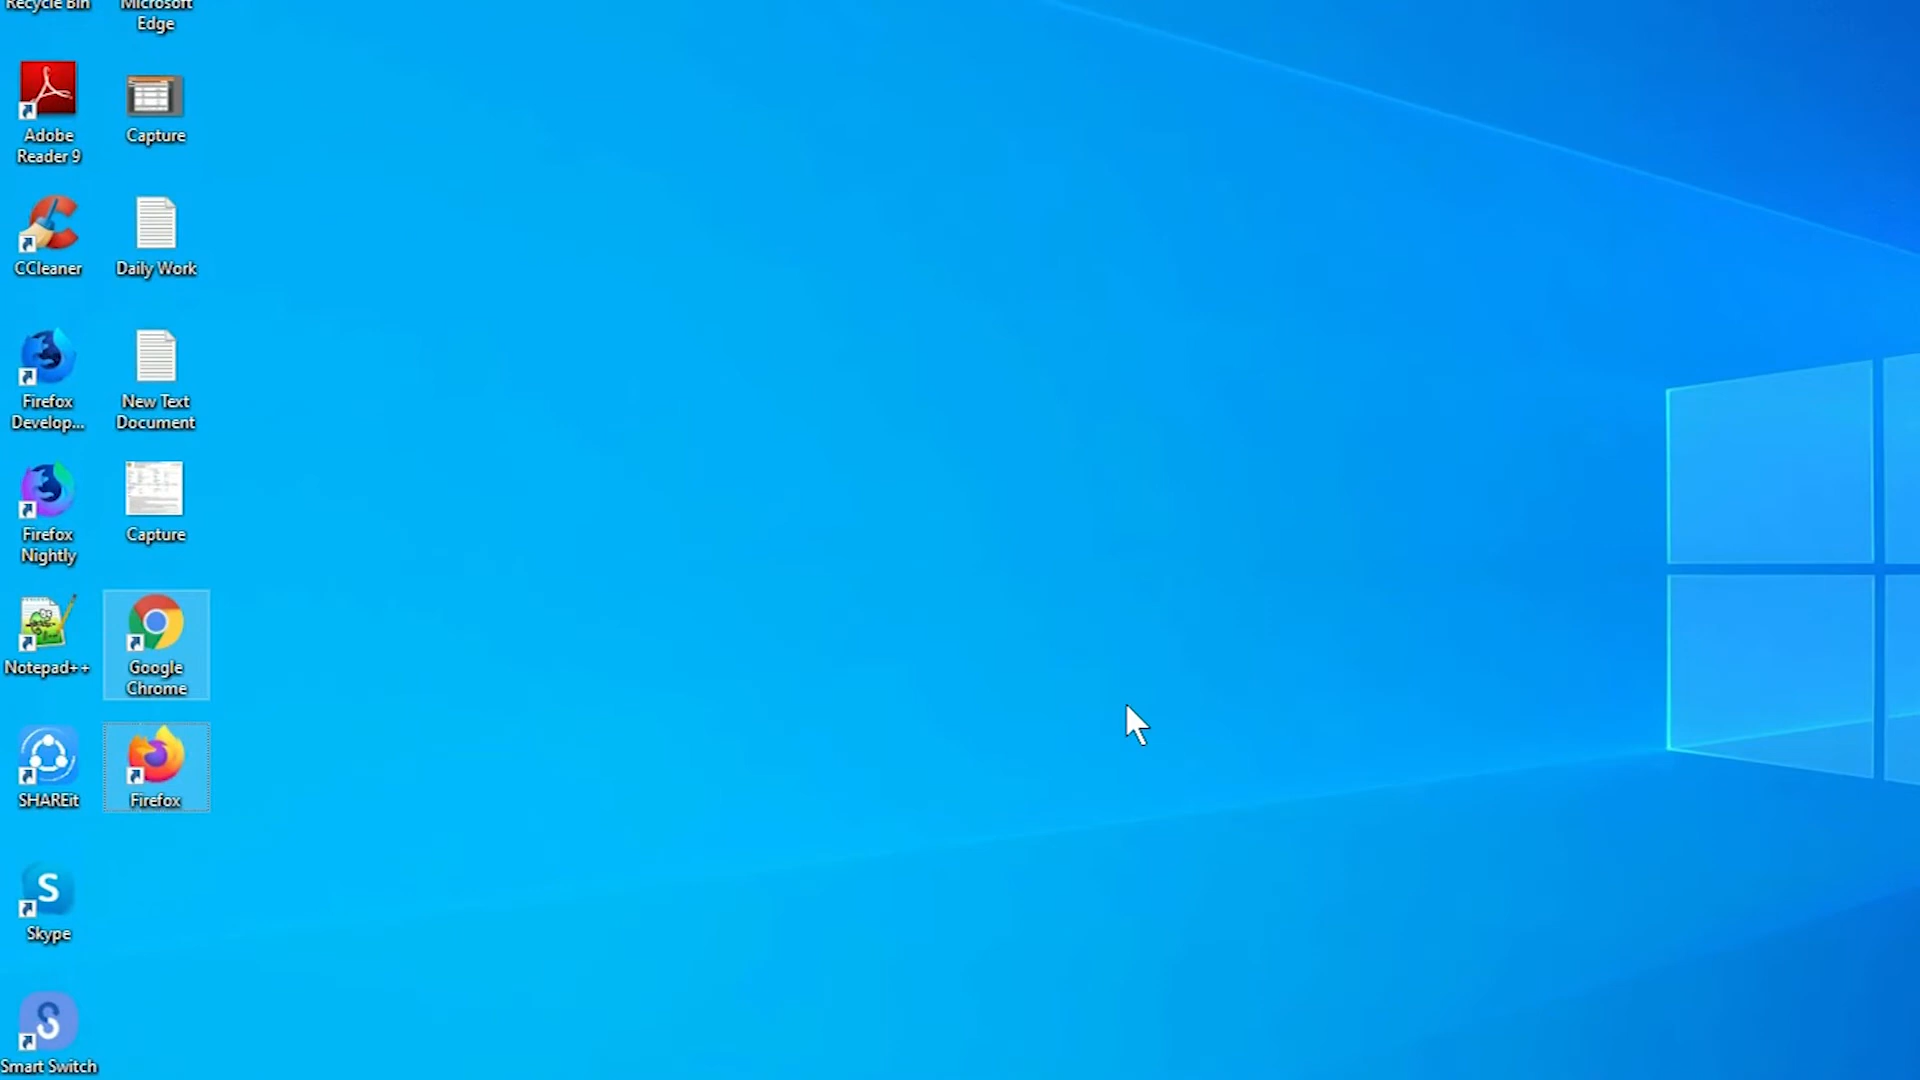 Recycle Bin
Microsoft
Edge
Adobe
Reader 9
Capture
CCleaner
Daily Work
Firefox
Develop...
New Text
Document
Firefox
Nightly
Capture
Notepad++
Google
Chrome
SHAREit
Firefox
Skype
Smart Switch